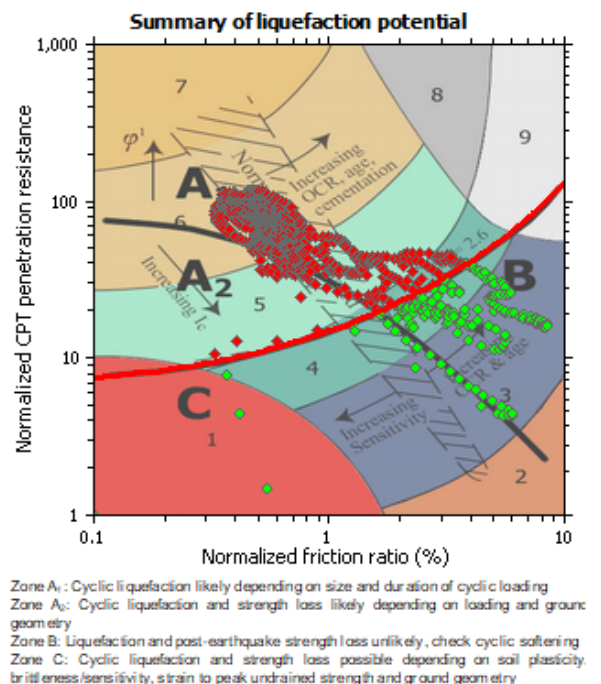 Summary of liquefaction potential
1,000
7
8
9
φ'
Increasing
OCR, age,
cementation
A
100
6
= 2.6
A2
B
Increasing Ic
5
10
4
OCR & age
3
Increasing
Sensitivity
C
1
2
1
0.1
1
10
Normalized CPT penetration resistance
Normalized friction ratio (%)
Zone A₁: Cyclic liquefaction likely depending on size and duration of cyclic loading
Zone A₂: Cyclic liquefaction and strength loss likely depending on loading and ground
geometry
Zone B: Liquefaction and post-earthquake strength loss unlikely, check cyclic softening
Zone C: Cyclic liquefaction and strength loss possible depending on soil plasticity,
brittleness/sensitivity, strain to peak undrained strength and ground geometry